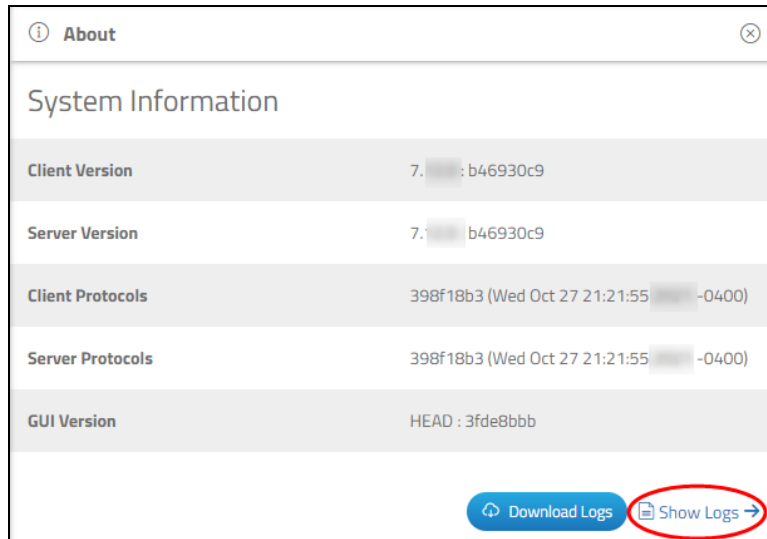 About
System Information
Client Version 7. : b46930c9
Server Version 7. b46930c9
Client Protocols 398f18b3 (Wed Oct 27 21:21:55 -0400)
Server Protocols 398f18b3 (Wed Oct 27 21:21:55 -0400)
GUI Version HEAD : 3fde8bbb
Download Logs Show Logs